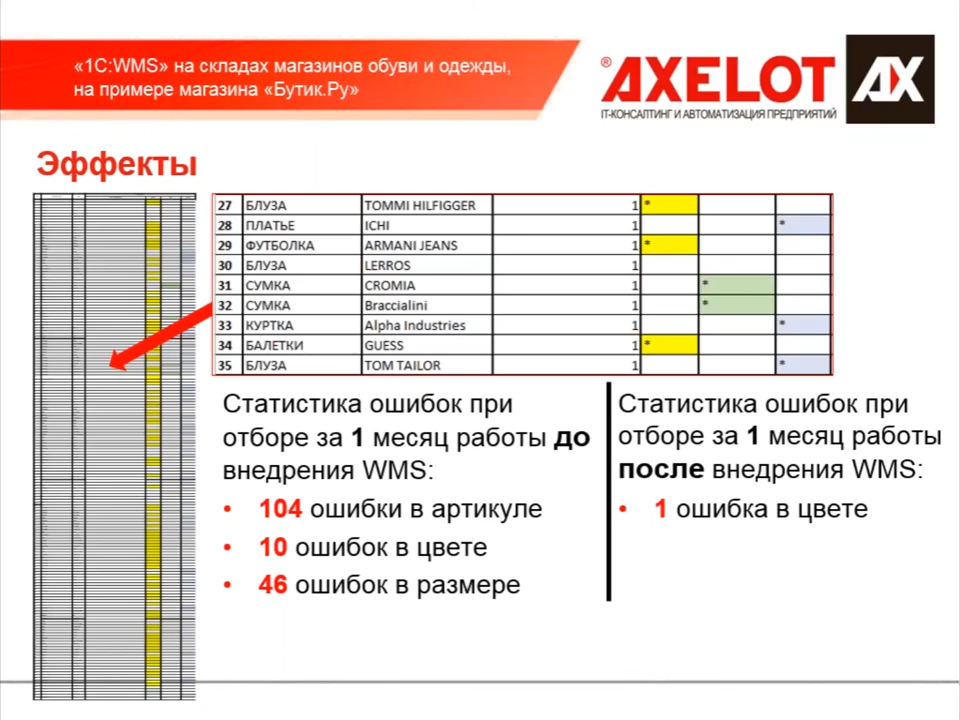 «1С:WMS» на складах магазинов обуви и одежды,
на примере магазина «Бутик.Ру»
® AXELOT AX
IT-КОНСАЛТИНГ И АВТОМАТИЗАЦИЯ ПРЕДПРИЯТИЙ
Эффекты
27 БЛУЗА TOMMI HILFIGGER 1 *
28 ПЛАТЬЕ ICHI 1 *
29 ФУТБОЛКА ARMANI JEANS 1 *
30 БЛУЗА LERROS 1
31 СУМКА CROMIA 1 *
32 СУМКА Braccialini 1 *
33 КУРТКА Alpha Industries 1 *
34 БАЛЕТКИ GUESS 1 *
35 БЛУЗА TOM TAILOR 1 *
Статистика ошибок при
отборе за 1 месяц работы до
внедрения WMS:
• 104 ошибки в артикуле
• 10 ошибок в цвете
• 46 ошибок в размере
Статистика ошибок при
отборе за 1 месяц работы
после внедрения WMS:
• 1 ошибка в цвете